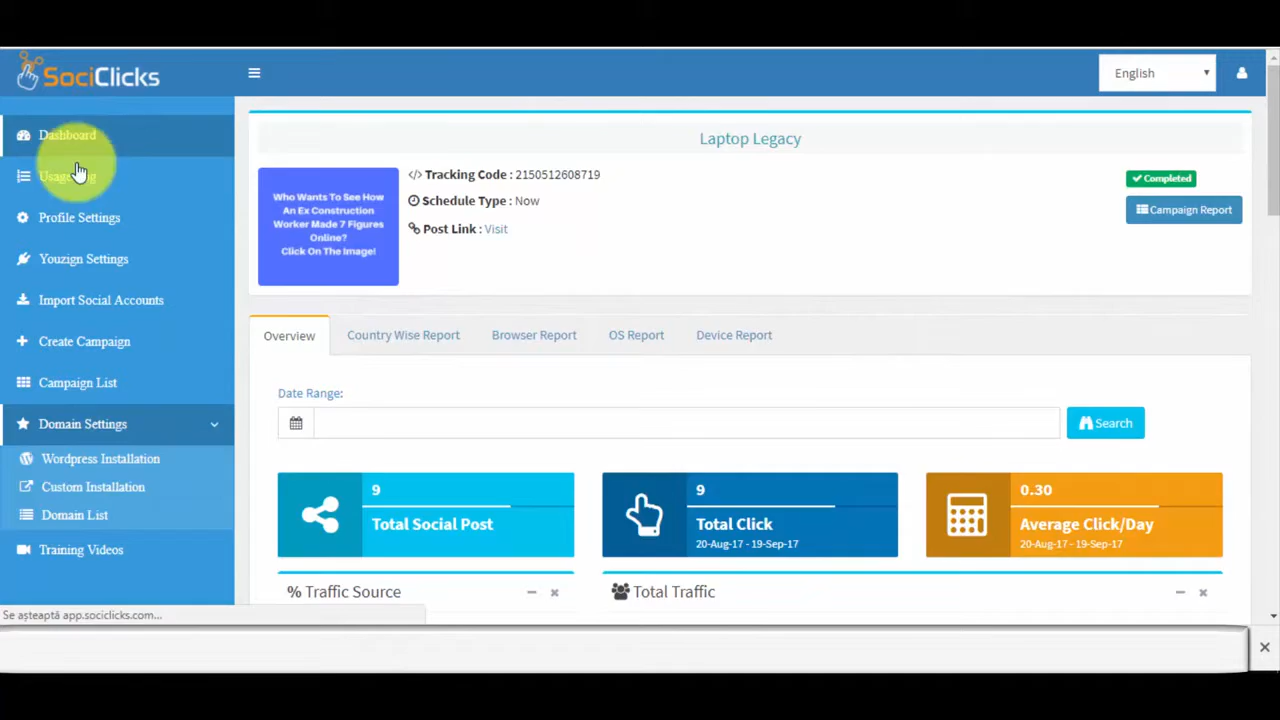 SociClicks
English
Dashboard
Profile Settings
Youzign Settings
Import Social Accounts
Create Campaign
Campaign List
Domain Settings
Wordpress Installation
Custom Installation
Domain List
Training Videos
Se așteaptă app.sociclicks.com...
Laptop Legacy
Who Wants To See How
An Ex Construction
Worker Made 7 Figures
Online?
Click On The Image!
Tracking Code : 2150512608719
Schedule Type : Now
Post Link : Visit
Completed
Campaign Report
Overview
Country Wise Report
Browser Report
OS Report
Device Report
Date Range:
Search
9
Total Social Post
9
Total Click
20-Aug-17 - 19-Sep-17
0.30
Average Click/Day
20-Aug-17 - 19-Sep-17
% Traffic Source
Total Traffic